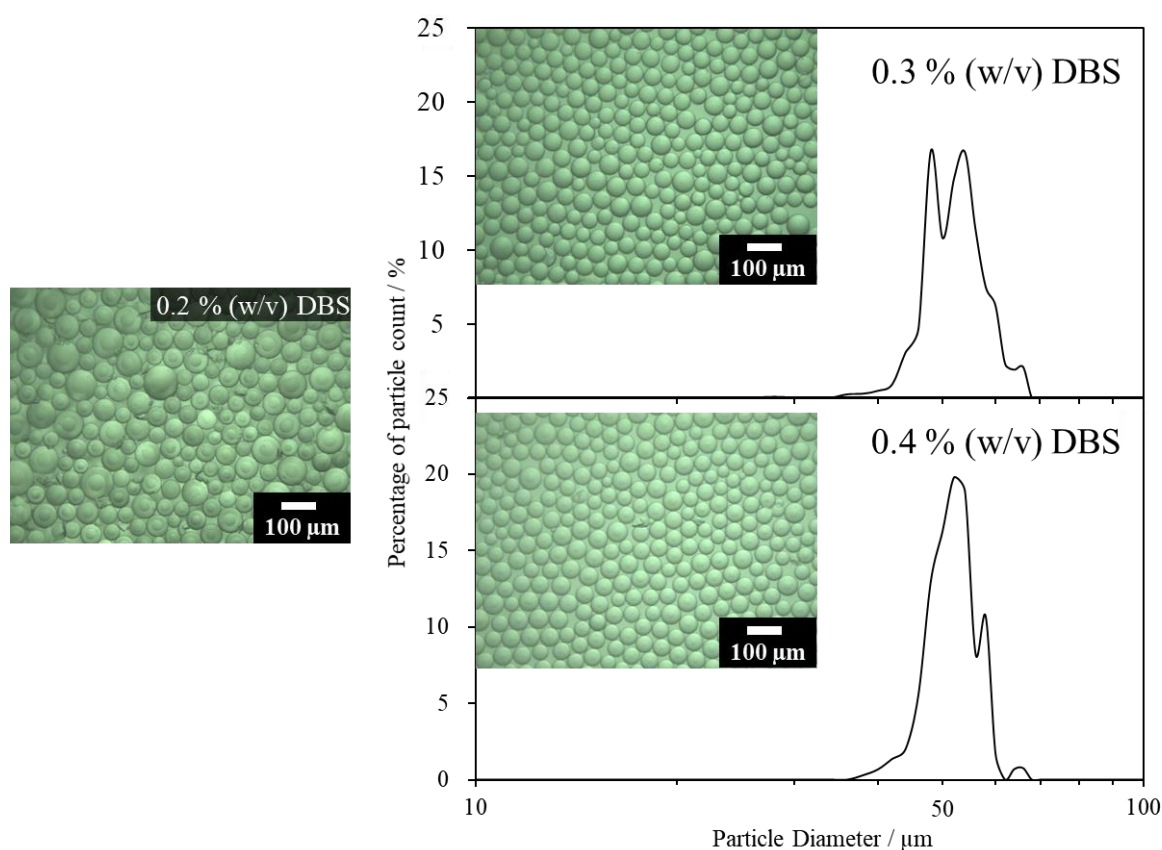 0.2 % (w/v) DBS
100 µm
Percentage of particle count / %
25
20
15
10
5
0.3 % (w/v) DBS
100 µm
25
20
15
10
5
0
0.4 % (w/v) DBS
100 µm
10
50
100
Particle Diameter / µm